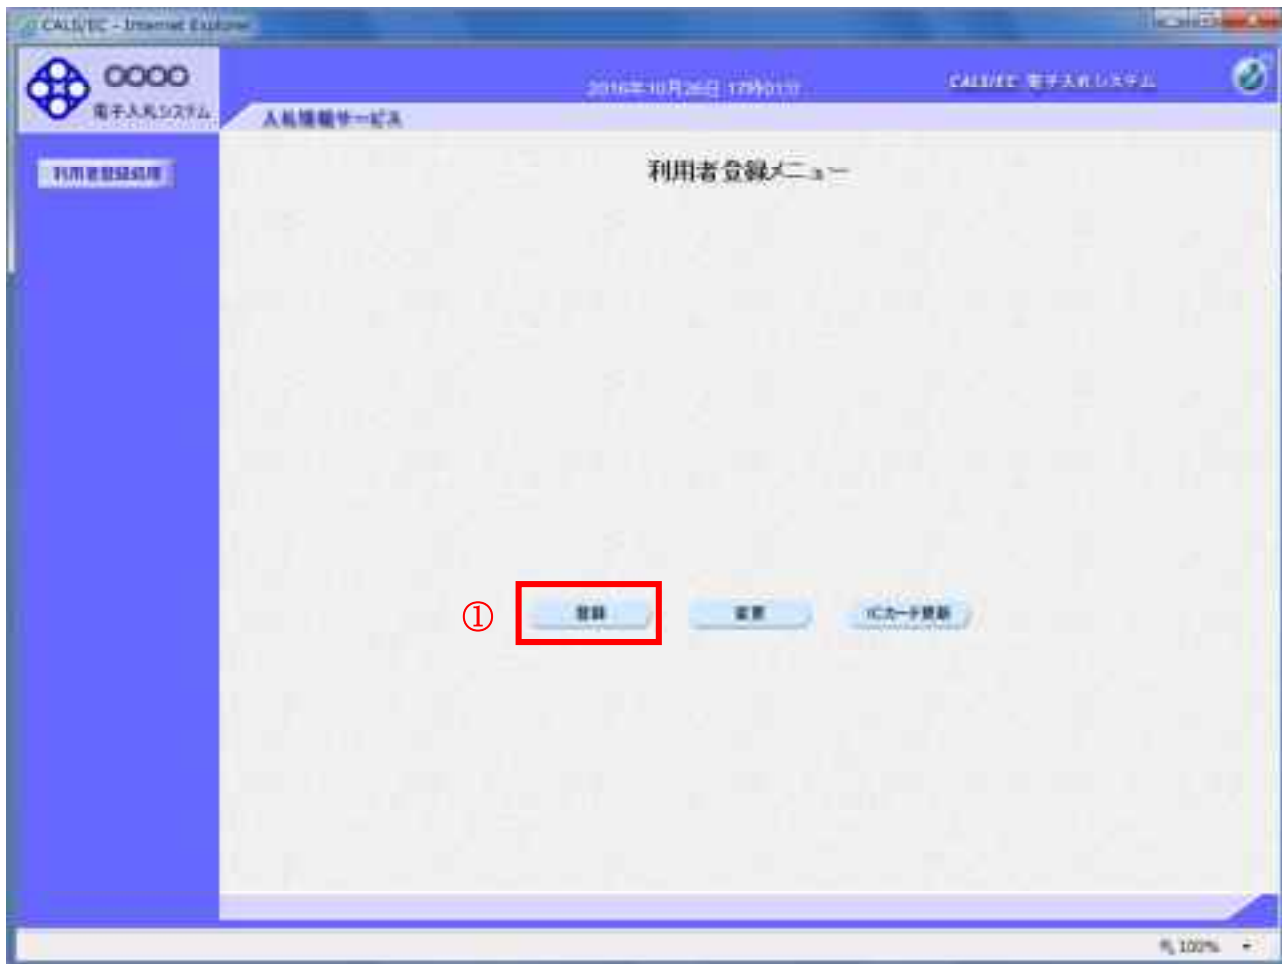 CALS/EC - Internet Explorer
○○○○
電子入札システム
2016年10月26日 17時01分
CALS/EC 電子入札システム
入札情報サービス
利用者登録処理
利用者登録メニュー
①
登録
変更
ICカード更新
100%